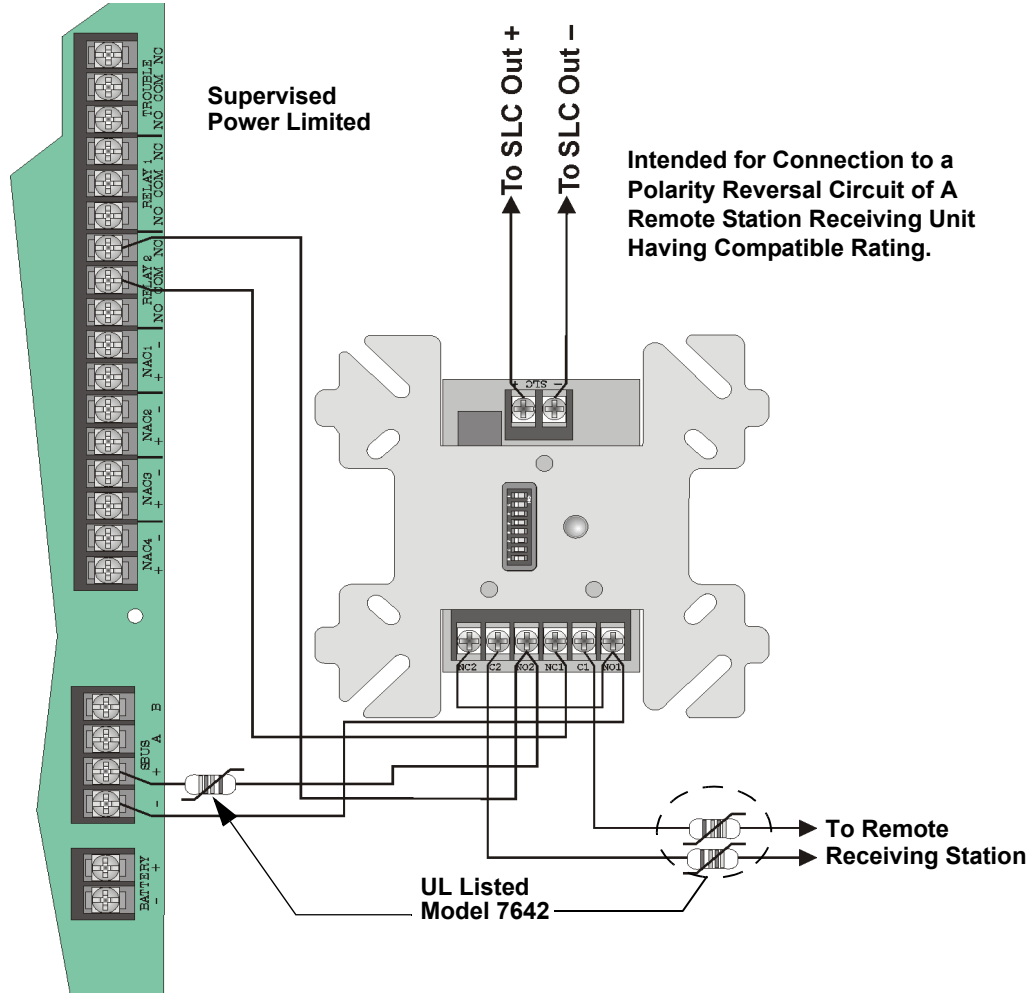 TROUBLE
NC
COM
NO
RELAY 1
NC
COM
NO
RELAY 2
NC
COM
NO
NAC1
-
+
NAC2
-
+
NAC3
-
+
NAC4
-
+
SBUS
B
A
+
-
BATTERY
+
-
Supervised
Power Limited
To SLC Out +
To SLC Out –
Intended for Connection to a
Polarity Reversal Circuit of A
Remote Station Receiving Unit
Having Compatible Rating.
+ SLC -
NC2 C2 NO2 NC1 C1 NO1
To Remote
Receiving Station
UL Listed
Model 7642